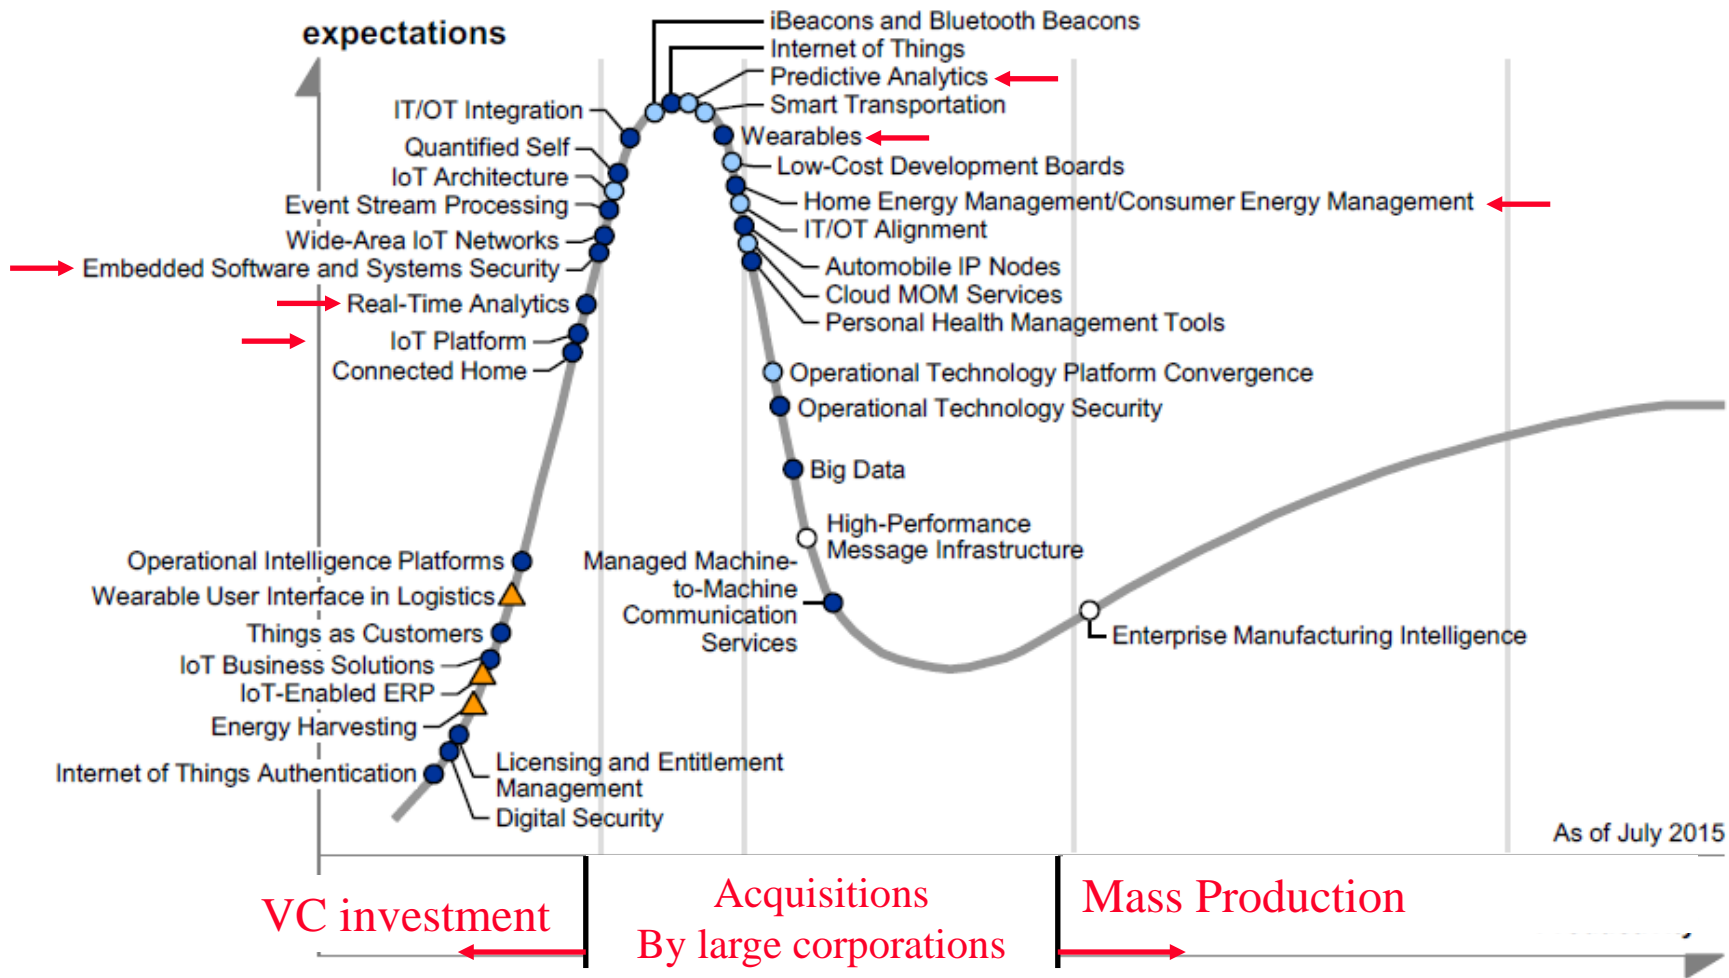 expectations
iBeacons and Bluetooth Beacons
Internet of Things
Predictive Analytics
Smart Transportation
Wearables
Low-Cost Development Boards
Home Energy Management/Consumer Energy Management
IT/OT Alignment
Automobile IP Nodes
Cloud MOM Services
Personal Health Management Tools
Operational Technology Platform Convergence
Operational Technology Security
Big Data
High-Performance
Message Infrastructure
Managed Machine-
to-Machine
Communication
Services
Enterprise Manufacturing Intelligence
IT/OT Integration
Quantified Self
IoT Architecture
Event Stream Processing
Wide-Area IoT Networks
Embedded Software and Systems Security
Real-Time Analytics
IoT Platform
Connected Home
Operational Intelligence Platforms
Wearable User Interface in Logistics
Things as Customers
IoT Business Solutions
IoT-Enabled ERP
Energy Harvesting
Internet of Things Authentication
Licensing and Entitlement
Management
Digital Security
As of July 2015
VC investment
Acquisitions
By large corporations
Mass Production